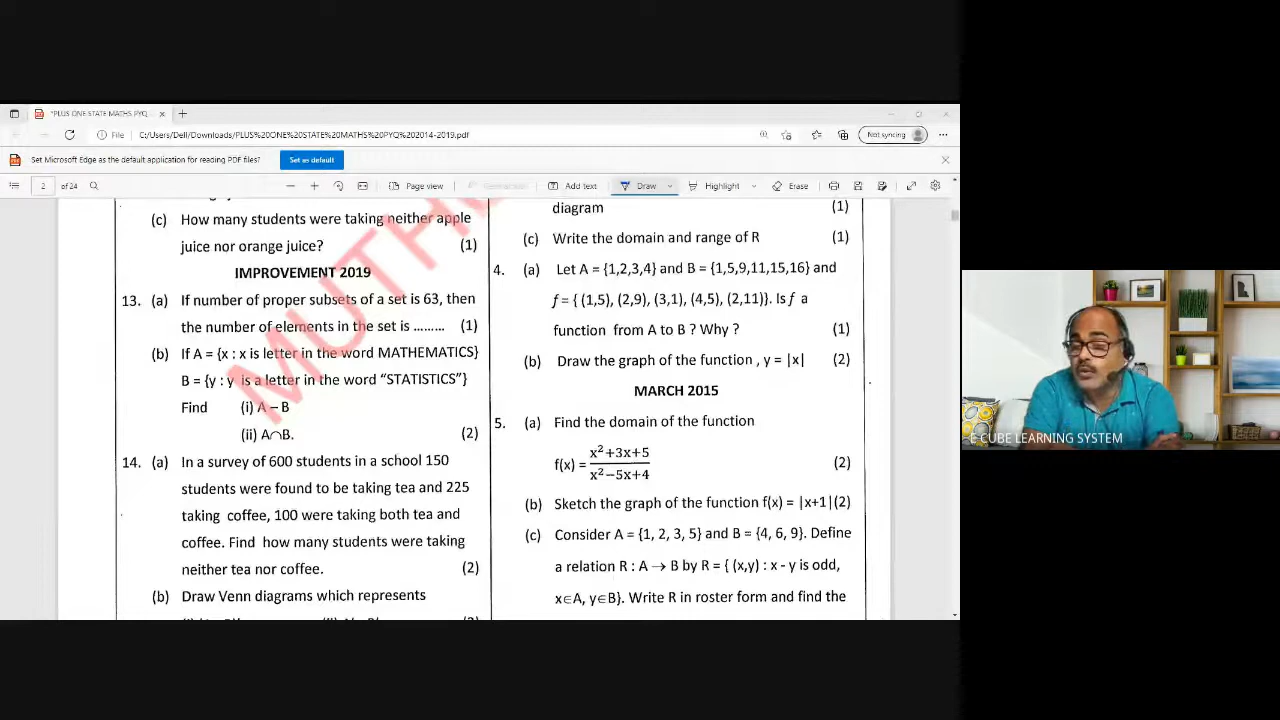 *PLUS ONE STATE MATHS PYQ
File
C:/Users/Dell/Downloads/PLUS%20ONE%20STATE%20MATHS%20PYQ%202014-2019.pdf
Not syncing
Set Microsoft Edge as the default application for reading PDF files?
Set as default
2 of 24
Page view
Add text
Draw
Highlight
Erase
(c) How many students were taking neither apple
juice nor orange juice? (1)
IMPROVEMENT 2019
13. (a) If number of proper subsets of a set is 63, then
the number of elements in the set is ......... (1)
(b) If A = {x : x is letter in the word MATHEMATICS}
B = {y : y is a letter in the word “STATISTICS”}
Find (i) A – B
(ii) A∩B. (2)
14. (a) In a survey of 600 students in a school 150
students were found to be taking tea and 225
taking coffee, 100 were taking both tea and
coffee. Find how many students were taking
neither tea nor coffee. (2)
(b) Draw Venn diagrams which represents
diagram (1)
(c) Write the domain and range of R (1)
4. (a) Let A = {1,2,3,4} and B = {1,5,9,11,15,16} and
f = { (1,5), (2,9), (3,1), (4,5), (2,11)}. Is f a
function from A to B ? Why ? (1)
(b) Draw the graph of the function , y = |x| (2)
MARCH 2015
5. (a) Find the domain of the function
f(x) = x²+3x+5 / x²−5x+4 (2)
(b) Sketch the graph of the function f(x) = |x+1| (2)
(c) Consider A = {1, 2, 3, 5} and B = {4, 6, 9}. Define
a relation R : A → B by R = { (x,y) : x - y is odd,
x∈A, y∈B}. Write R in roster form and find the
MUTHE
E CUBE LEARNING SYSTEM